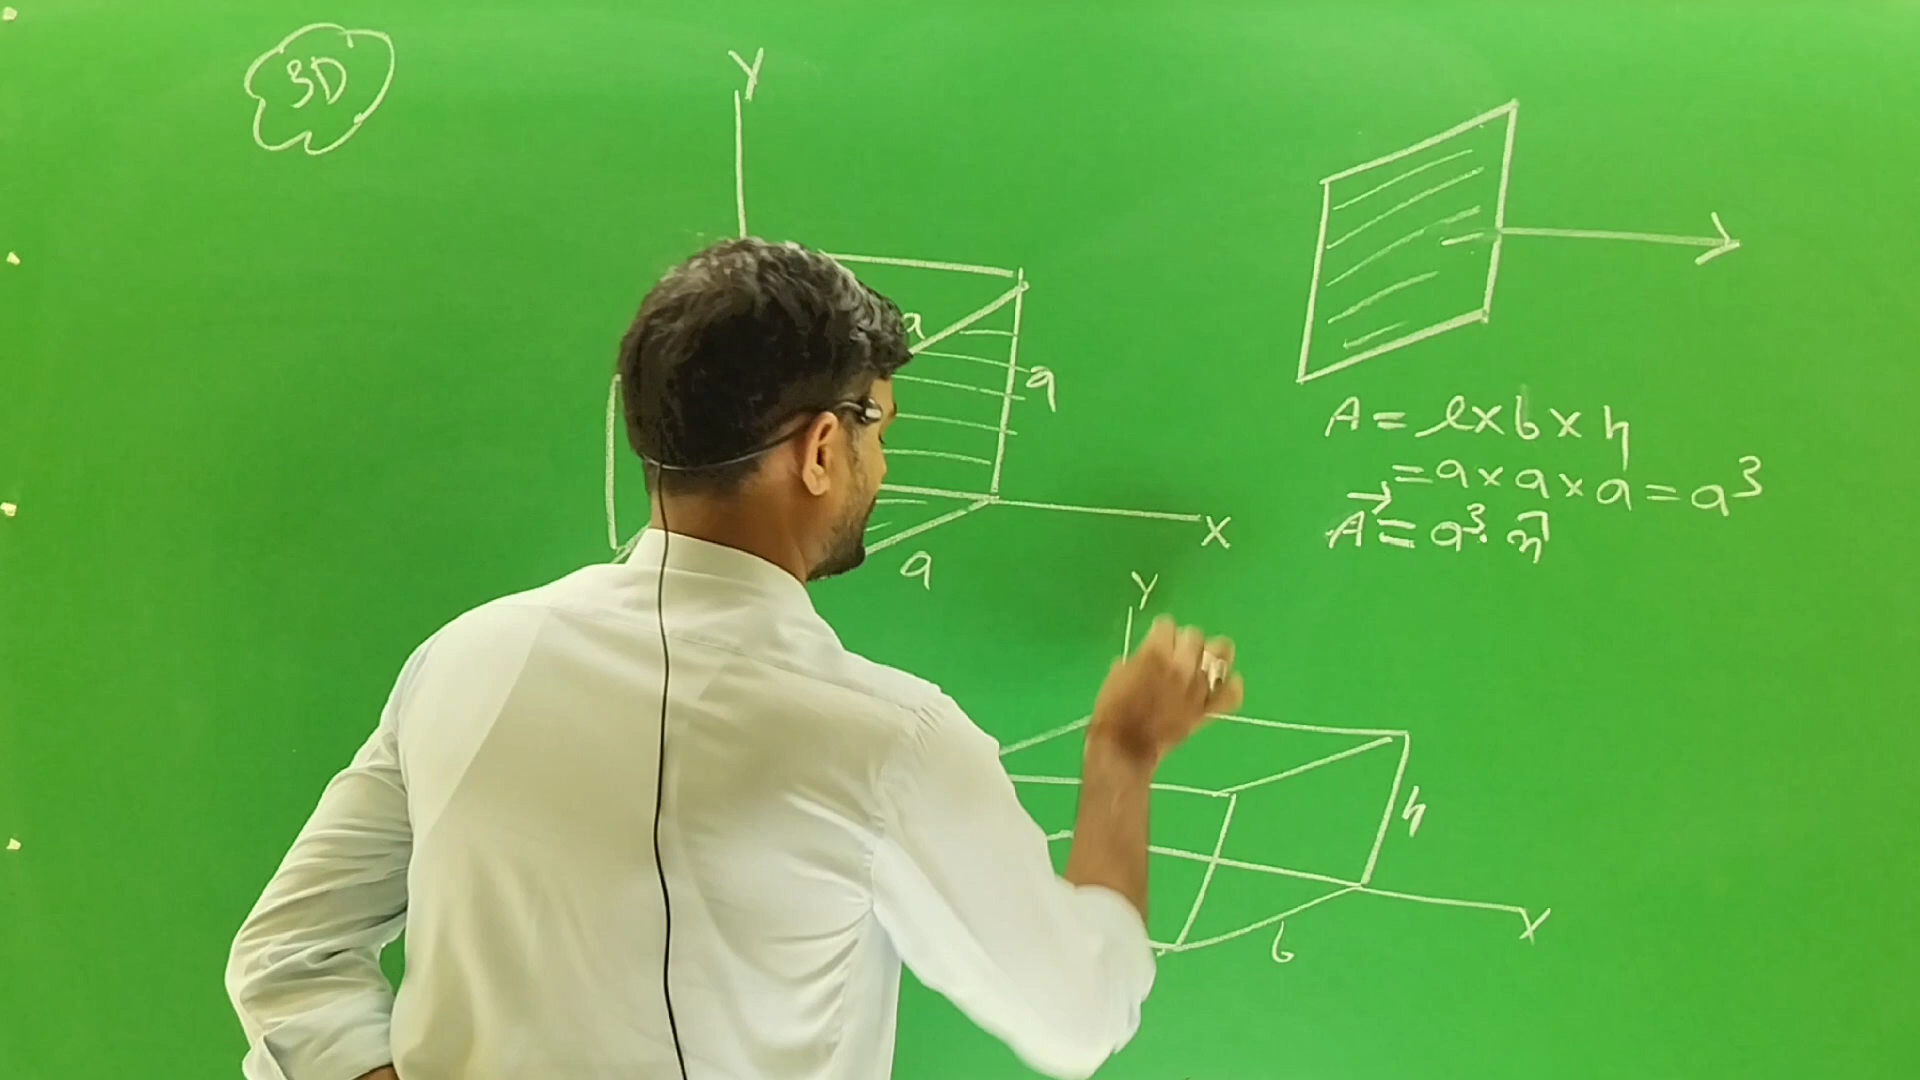 3D
Y
a
a
a
X
A = l×b×h
= a×a×a = a³
A⃗ = a³. n̂
Y
h
b
X